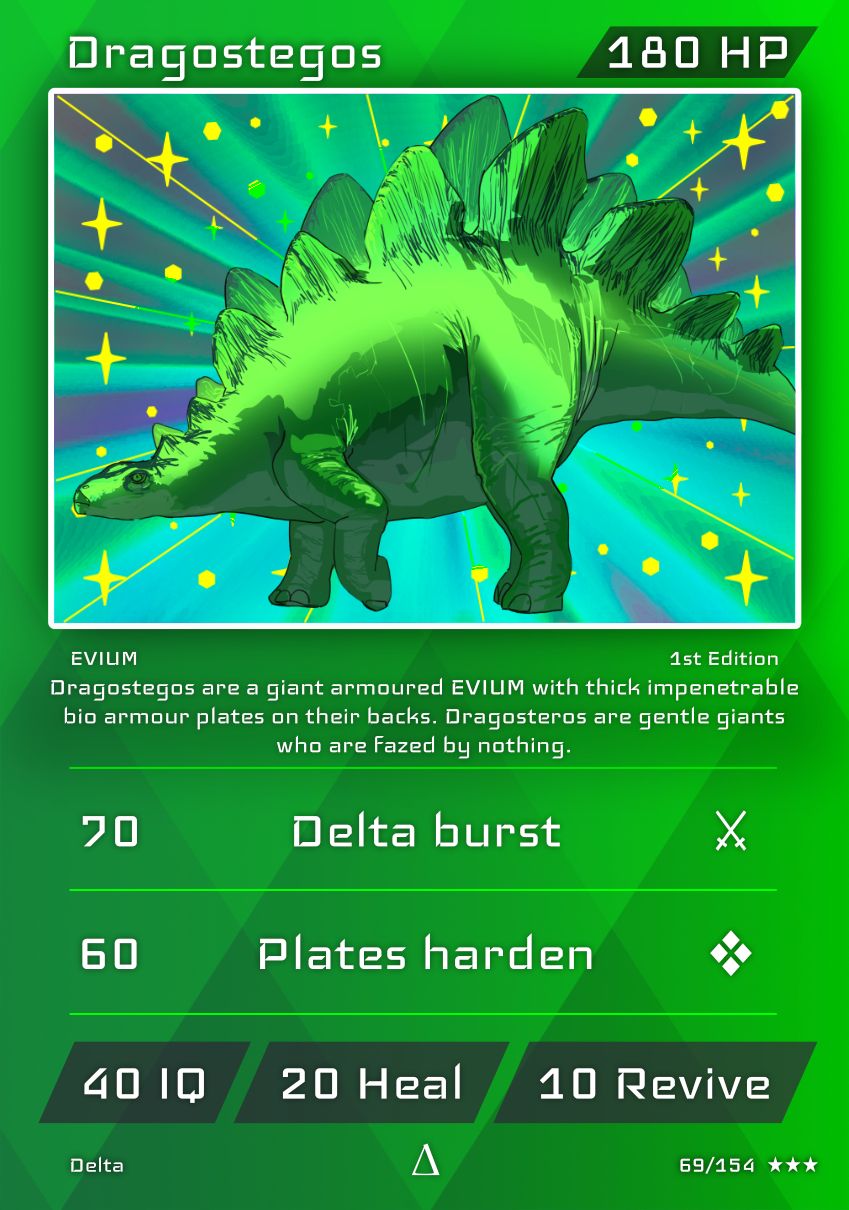 Dragostegos 180 HP
EVIUM 1st Edition
Dragostegos are a giant armoured EVIUM with thick impenetrable
bio armour plates on their backs. Dragosteros are gentle giants
who are fazed by nothing.
70 Delta burst
60 Plates harden
40 IQ 20 Heal 10 Revive
Delta Δ 69/154 ★★★